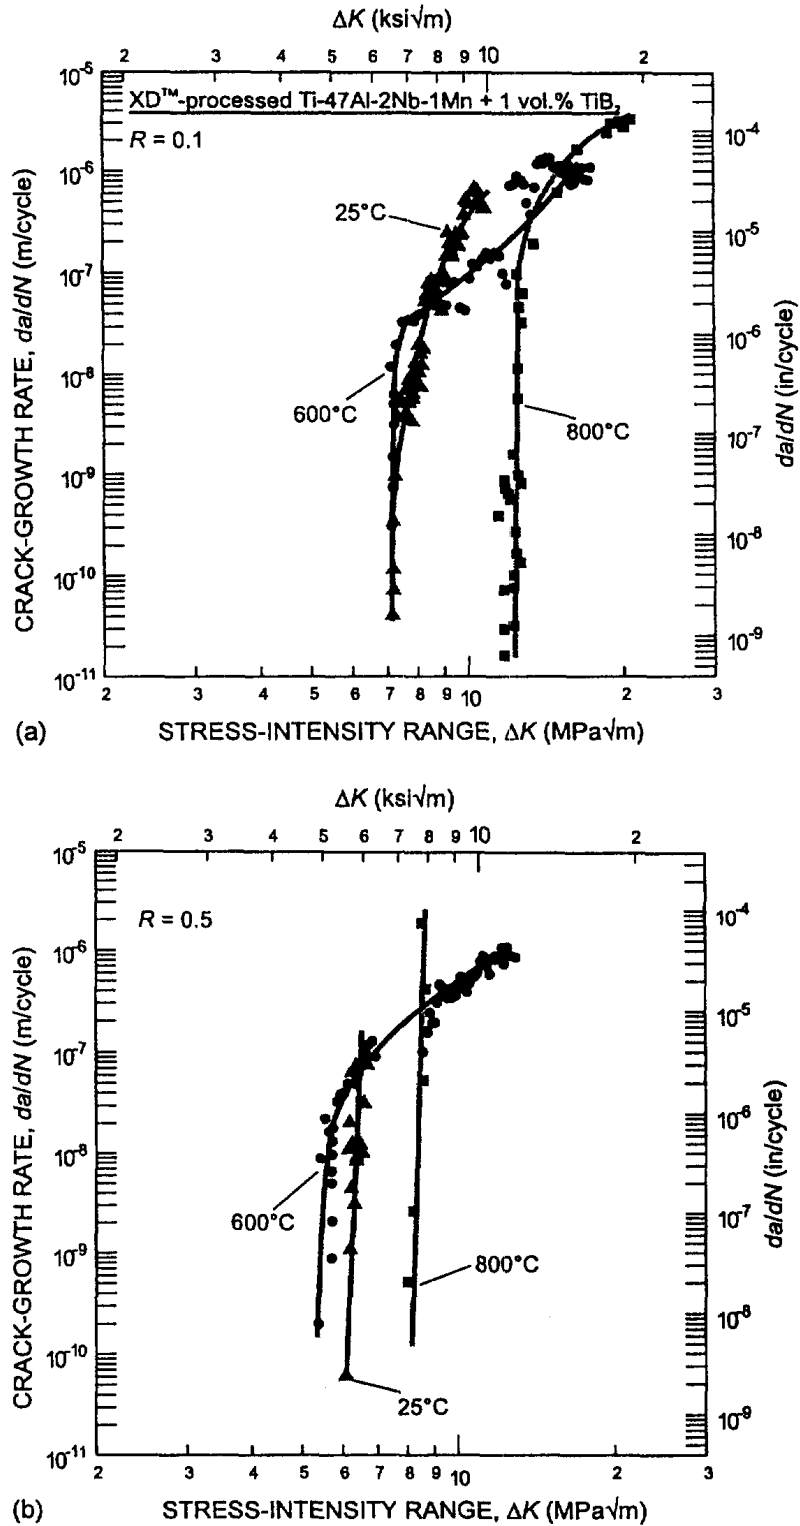 ΔK (ksi√m)
2 3 4 5 6 7 8 9 10 2
XD™-processed Ti-47Al-2Nb-1Mn + 1 vol.% TiB₂
R = 0.1
10⁻⁵
10⁻⁶
10⁻⁷
10⁻⁸
10⁻⁹
10⁻¹⁰
10⁻¹¹
CRACK-GROWTH RATE, da/dN (m/cycle)
25°C
600°C
800°C
10⁻⁴
10⁻⁵
10⁻⁶
10⁻⁷
10⁻⁸
10⁻⁹
da/dN (in/cycle)
2 3 4 5 6 7 8 9 10 2 3
(a) STRESS-INTENSITY RANGE, ΔK (MPa√m)
ΔK (ksi√m)
2 3 4 5 6 7 8 9 10 2
R = 0.5
10⁻⁵
10⁻⁶
10⁻⁷
10⁻⁸
10⁻⁹
10⁻¹⁰
10⁻¹¹
CRACK-GROWTH RATE, da/dN (m/cycle)
600°C
800°C
25°C
10⁻⁴
10⁻⁵
10⁻⁶
10⁻⁷
10⁻⁸
10⁻⁹
da/dN (in/cycle)
2 3 4 5 6 7 8 9 10 2 3
(b) STRESS-INTENSITY RANGE, ΔK (MPa√m)